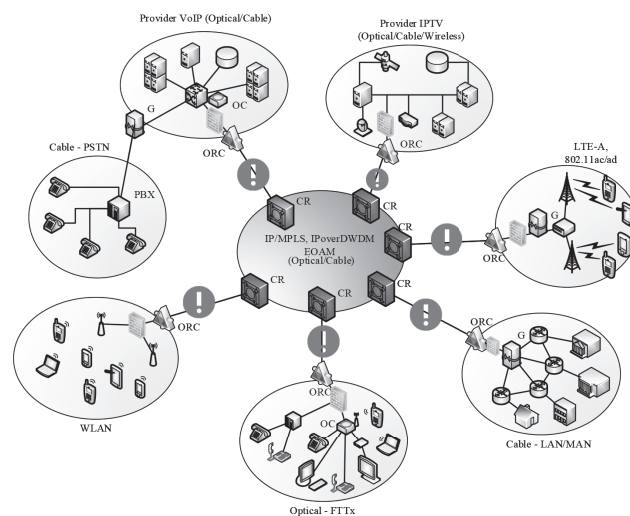 Provider VoIP (Optical/Cable)
Provider IPTV
(Optical/Cable/Wireless)
OC
G
ORC
ORC
Cable - PSTN
PBX
LTE-A,
802.11ac/ad
G
ORC
CR
CR
CR
IP/MPLS, IPoverDWDM
EOAM
(Optical/Cable)
CR
CR
CR
ORC
WLAN
ORC
OC
Optical - FTTx
ORC
G
Cable - LAN/MAN